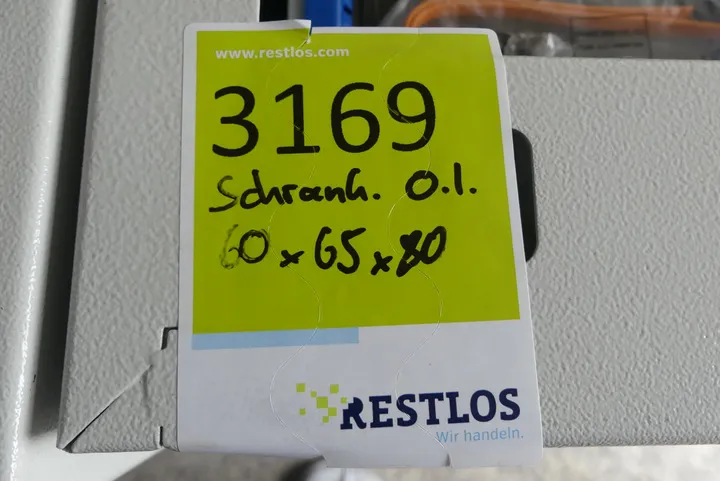 www.restlos.com
3169
Schrank. O.I.
60 x 65 x 80
RESTLOS
Wir handeln.